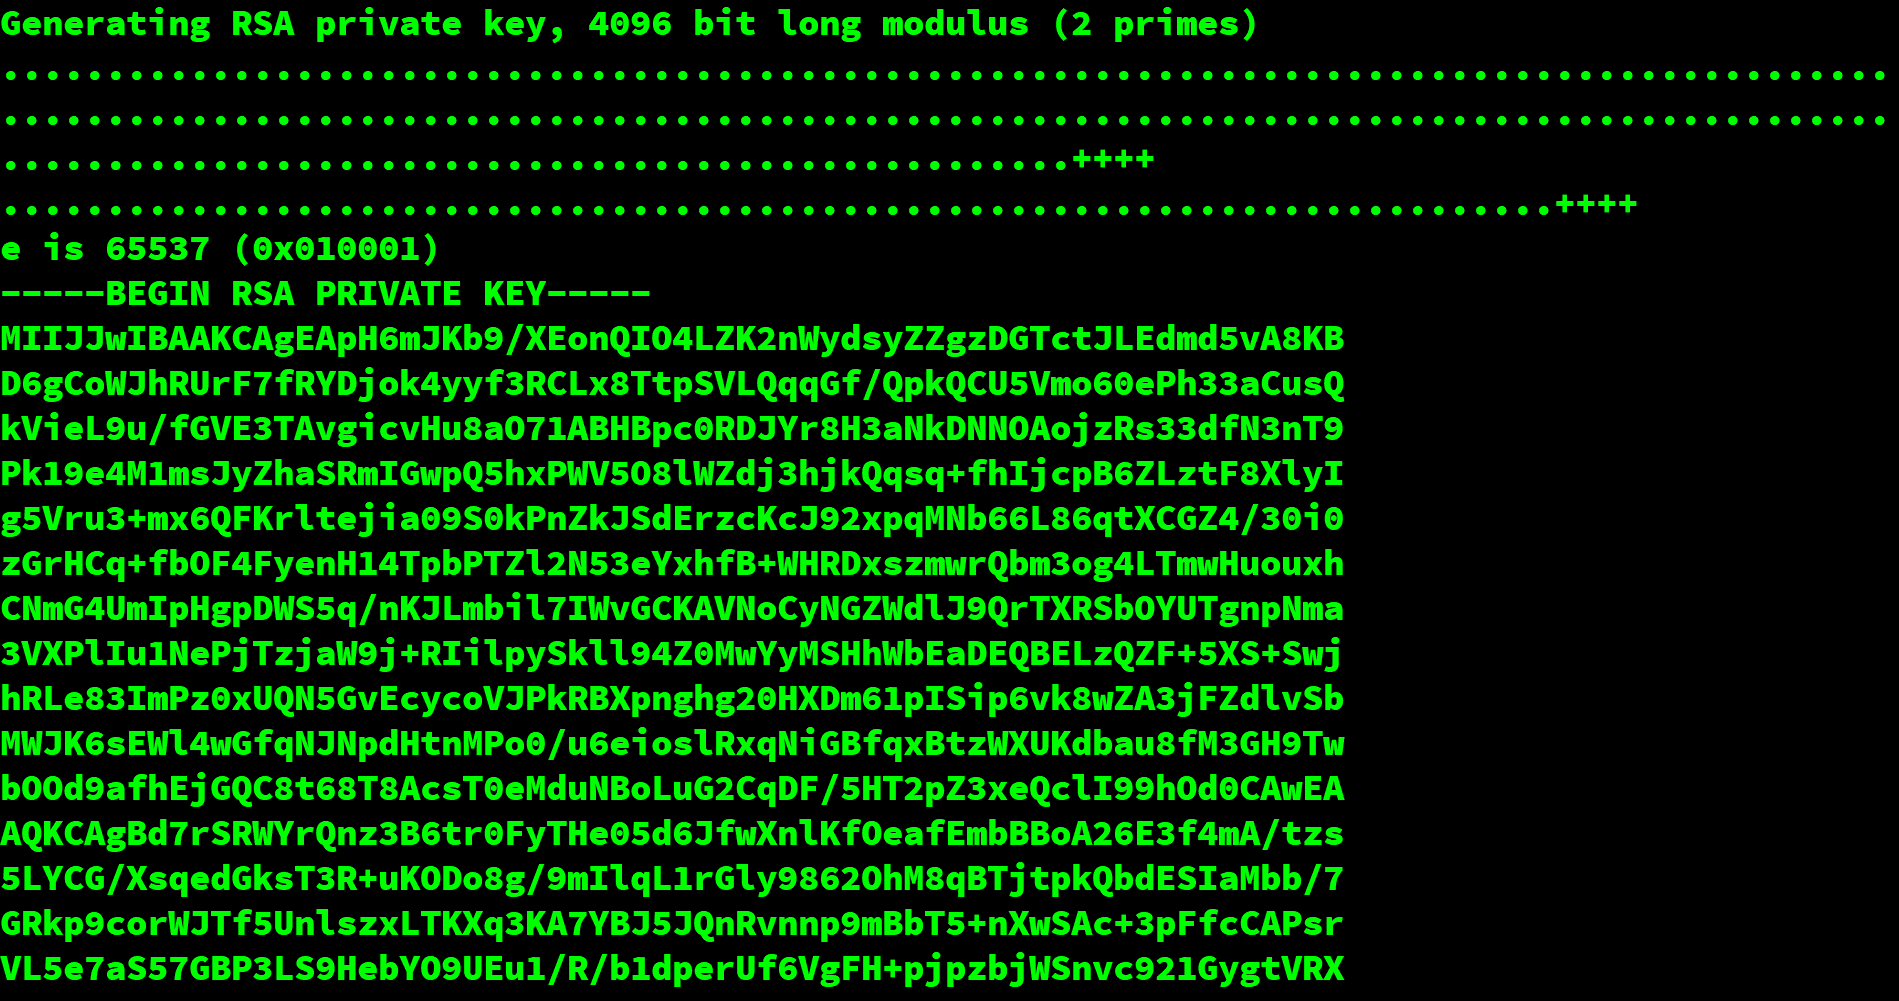 Generating RSA private key, 4096 bit long modulus (2 primes)
..........................................................................................
..........................................................................................
...................................................++++
..........................................................................++++
e is 65537 (0x010001)
-----BEGIN RSA PRIVATE KEY-----
MIIJJwIBAAKCAgEApH6mJKb9/XEonQIO4LZK2nWydsyZZgzDGTctJLEdmd5vA8KB
D6gCoWJhRUrF7fRYDjok4yyf3RCLx8TtpSVLQqqGf/QpkQCU5Vmo60ePh33aCusQ
kVieL9u/fGVE3TAvgicvHu8aO71ABHBpc0RDJYr8H3aNkDNNOAojzRs33dfN3nT9
Pk19e4M1msJyZhaSRmIGwpQ5hxPWV5O8lWZdj3hjkQqsq+fhIjcpB6ZLztF8XlyI
g5Vru3+mx6QFKrltejia09S0kPnZkJSdErzcKcJ92xpqMNb66L86qtXCGZ4/30i0
zGrHCq+fbOF4FyenH14TpbPTZl2N53eYxhfB+WHRDxszmwrQbm3og4LTmwHuouxh
CNmG4UmIpHgpDWS5q/nKJLmbil7IWvGCKAVNoCyNGZWdlJ9QrTXRSbOYUTgnpNma
3VXPlIu1NePjTzjaW9j+RIilpySkll94Z0MwYyMSHhWbEaDEQBELzQZF+5XS+Swj
hRLe83ImPz0xUQN5GvEcycoVJPkRBXpnghg20HXDm61pISip6vk8wZA3jFZdlvSb
MWJK6sEWl4wGfqNJNpdHtnMPo0/u6eioslRxqNiGBfqxBtzWXUKdbau8fM3GH9Tw
bOOd9afhEjGQC8t68T8AcsT0eMduNBoLuG2CqDF/5HT2pZ3xeQclI99hOd0CAwEA
AQKCAgBd7rSRWYrQnz3B6tr0FyTHe05d6JfwXnlKfOeafEmbBBoA26E3f4mA/tzs
5LYCG/XsqedGksT3R+uKODo8g/9mIlqL1rGly9862OhM8qBTjtpkQbdESIaMbb/7
GRkp9corWJTf5UnlszxLTKXq3KA7YBJ5JQnRvnnp9mBbT5+nXwSAc+3pFfcCAPsr
VL5e7aS57GBP3LS9HebYO9UEu1/R/b1dperUf6VgFH+pjpzbjWSnvc921GygtVRX